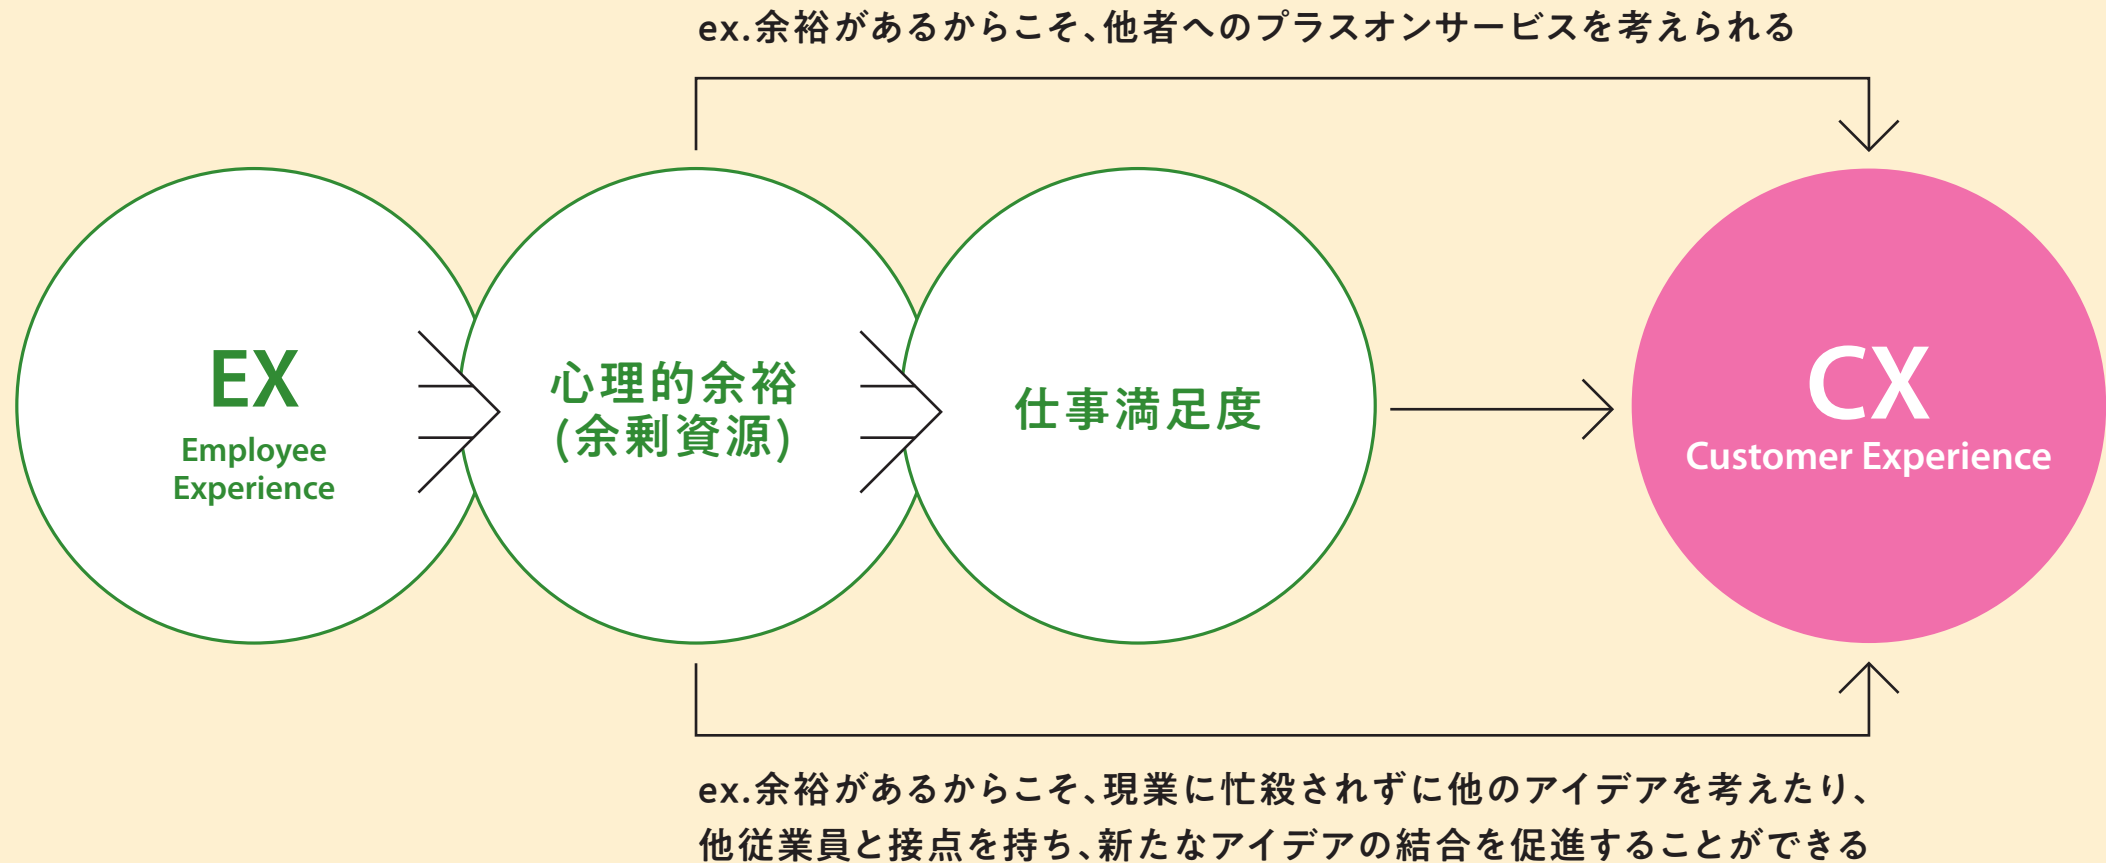 ex.余裕があるからこそ、他者へのプラスオンサービスを考えられる
EX
Employee
Experience
心理的余裕
(余剰資源)
仕事満足度
CX
Customer Experience
ex.余裕があるからこそ、現業に忙殺されずに他のアイデアを考えたり、
他従業員と接点を持ち、新たなアイデアの結合を促進することができる